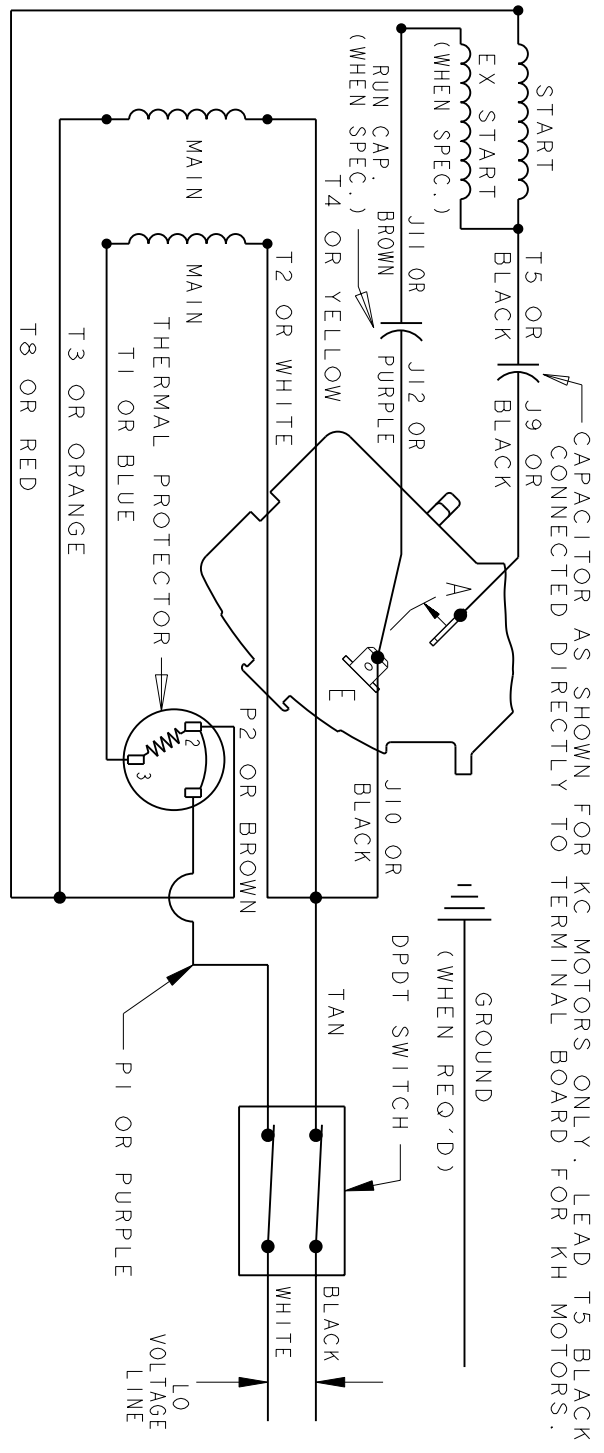 CAPACITOR AS SHOWN FOR KC MOTORS ONLY. LEAD T5 BLACK
CONNECTED DIRECTLY TO TERMINAL BOARD FOR KH MOTORS.
START
EX START
(WHEN SPEC.)
T5 OR
BLACK
J9 OR
BLACK
RUN CAP.
(WHEN SPEC.)
J11 OR
BROWN
J12 OR
PURPLE
A
E
J10 OR
BLACK
GROUND
(WHEN REQ'D)
MAIN
T4 OR YELLOW
MAIN
T2 OR WHITE
THERMAL PROTECTOR
T1 OR BLUE
T3 OR ORANGE
T8 OR RED
2
3
P2 OR BROWN
TAN
DPDT SWITCH
P1 OR PURPLE
BLACK
WHITE
LO
VOLTAGE
LINE